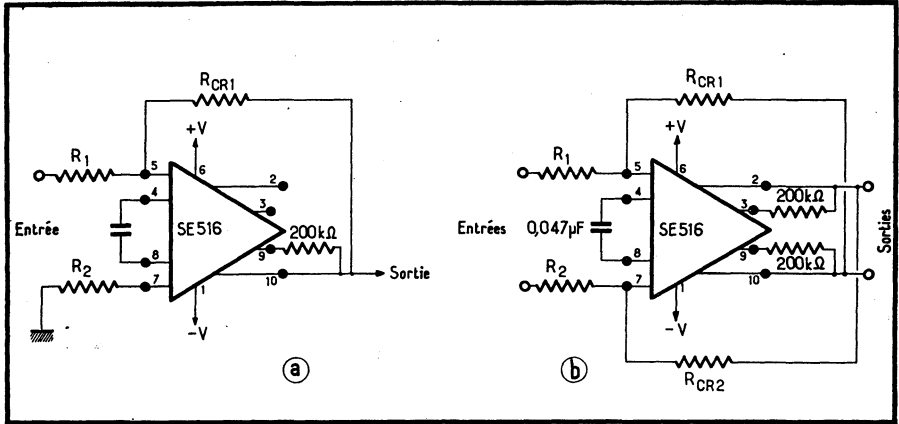 R1
5
4
Entrée
8
R2
7
RCR1
+V
6
2
3
SE516
200kΩ
9
10
1
Sortie
-V
a
R1
5
4
Entrées
0,047µF
8
R2
7
RCR1
+V
6
2
3
200kΩ
SE516
9
200kΩ
10
1
Sorties
-V
RCR2
b